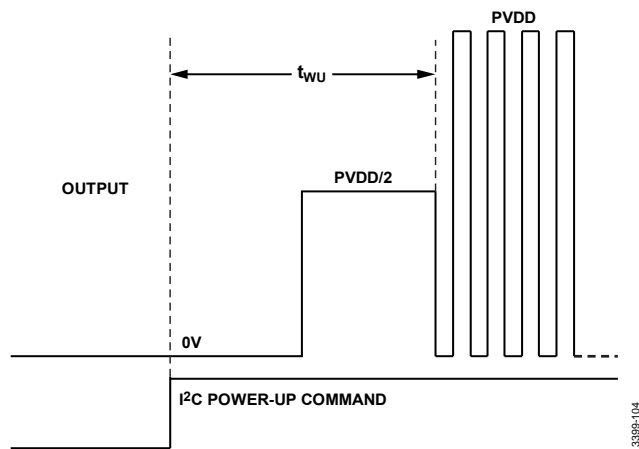 PVDD
tWU
OUTPUT
PVDD/2
0V
I²C POWER-UP COMMAND
3399-104